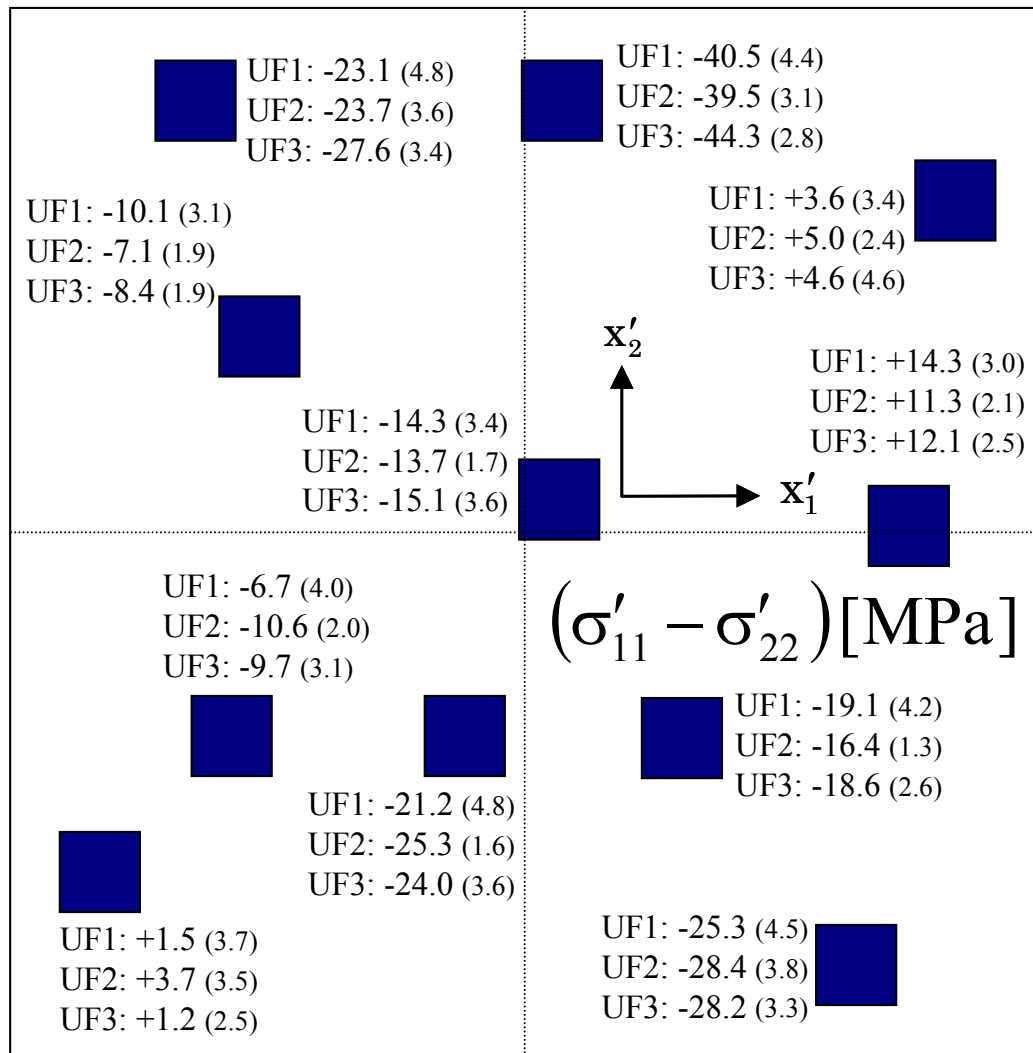 UF1: -23.1 (4.8)
UF2: -23.7 (3.6)
UF3: -27.6 (3.4)
UF1: -40.5 (4.4)
UF2: -39.5 (3.1)
UF3: -44.3 (2.8)
UF1: -10.1 (3.1)
UF2: -7.1 (1.9)
UF3: -8.4 (1.9)
UF1: +3.6 (3.4)
UF2: +5.0 (2.4)
UF3: +4.6 (4.6)
x′2
x′1
UF1: +14.3 (3.0)
UF2: +11.3 (2.1)
UF3: +12.1 (2.5)
UF1: -14.3 (3.4)
UF2: -13.7 (1.7)
UF3: -15.1 (3.6)
(σ′11 − σ′22) [MPa]
UF1: -6.7 (4.0)
UF2: -10.6 (2.0)
UF3: -9.7 (3.1)
UF1: -21.2 (4.8)
UF2: -25.3 (1.6)
UF3: -24.0 (3.6)
UF1: -19.1 (4.2)
UF2: -16.4 (1.3)
UF3: -18.6 (2.6)
UF1: +1.5 (3.7)
UF2: +3.7 (3.5)
UF3: +1.2 (2.5)
UF1: -25.3 (4.5)
UF2: -28.4 (3.8)
UF3: -28.2 (3.3)